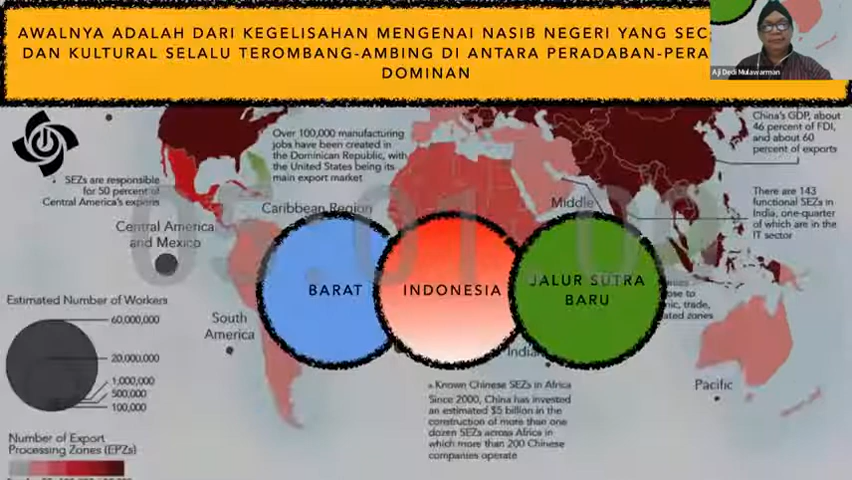 AWALNYA ADALAH DARI KEGELISAHAN MENGENAI NASIB NEGERI YANG SEC
DAN KULTURAL SELALU TEROMBANG-AMBING DI ANTARA PERADABAN-PERA
DOMINAN
Aji Dedi Mulawarman
China's GDP, about
46 percent of FDI,
and about 60
percent of exports
Over 100,000 manufacturing
jobs have been created in
the Dominican Republic, with
the United States being its
main export market
SEZs are responsible
for 50 percent of
Central America's exports
There are 143
functional SEZs in
India, one-quarter
of which are in the
IT sector
Caribbean Region
Middle
Central America
and Mexico
BARAT
INDONESIA
JALUR SUTRA
BARU
Estimated Number of Workers
60,000,000
20,000,000
1,000,000
500,000
100,000
South
America
Pacific
Known Chinese SEZs in Africa
Since 2000, China has invested
an estimated $5 billion in the
construction of more than one
dozen SEZs across Africa in
which more than 200 Chinese
companies operate
Number of Export
Processing Zones (EPZs)